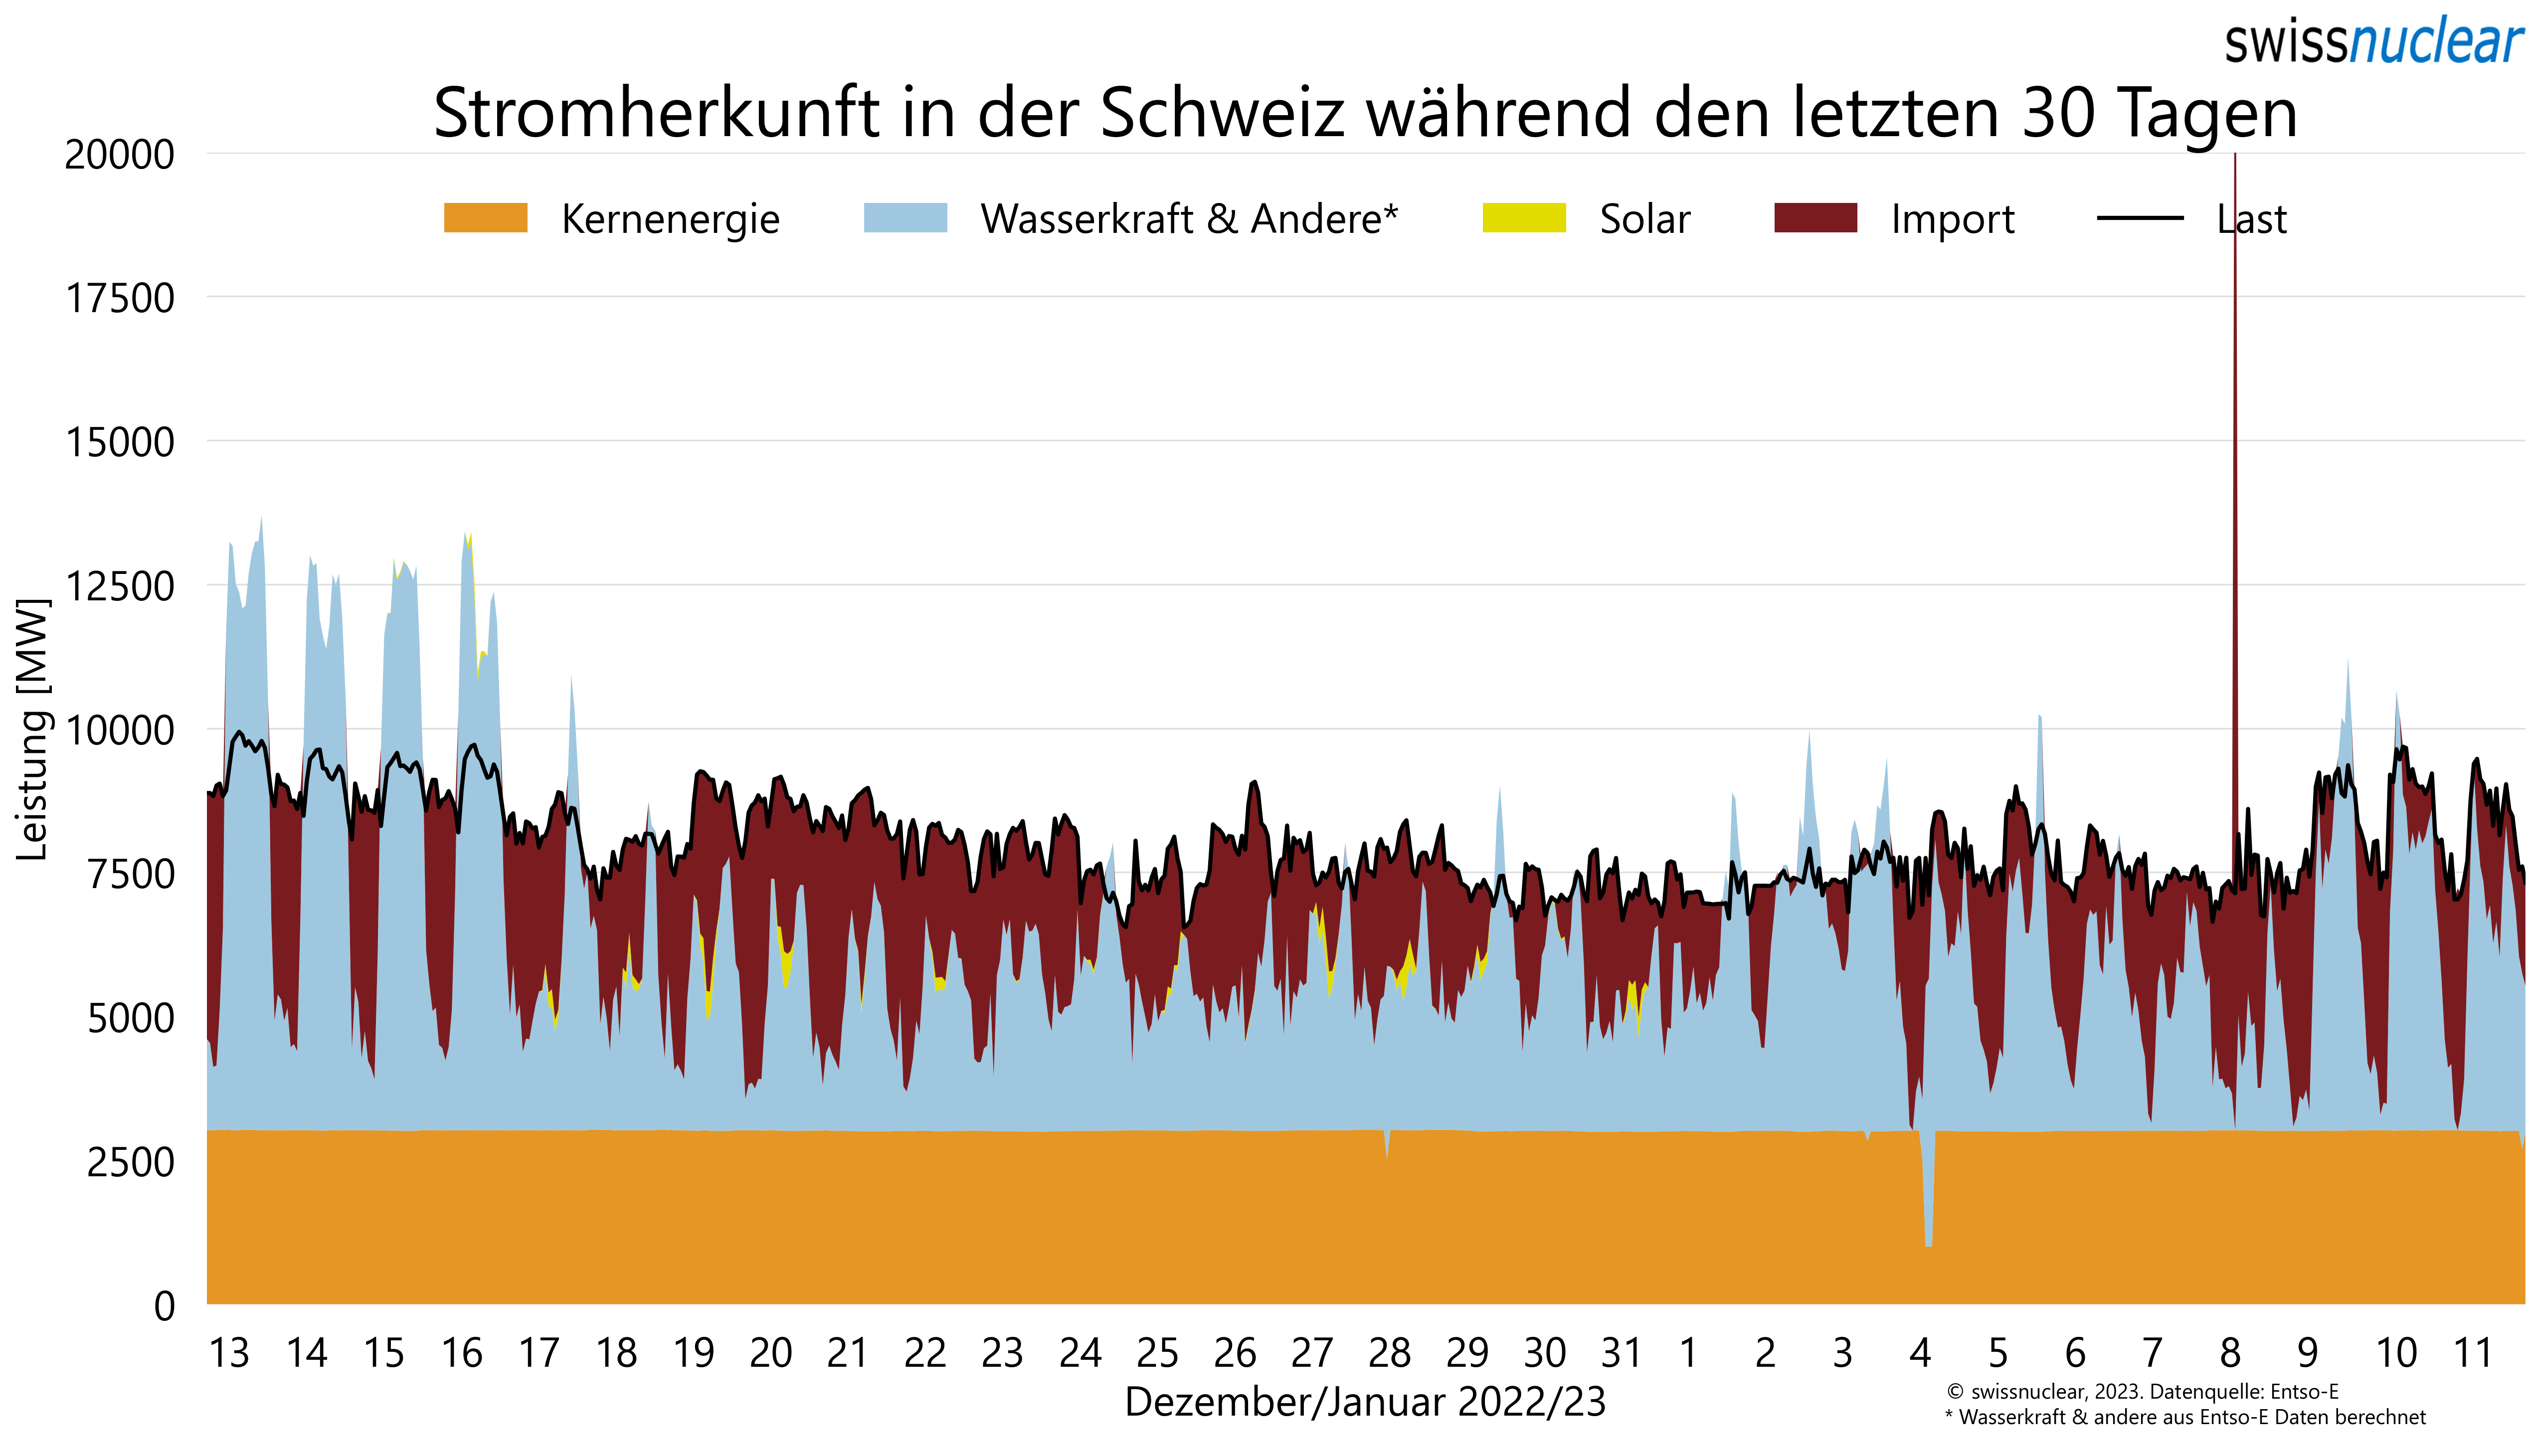 swissnuclear
Stromherkunft in der Schweiz während den letzten 30 Tagen
20000
Kernenergie Wasserkraft & Andere* Solar Import Last
17500
15000
12500
10000
7500
5000
2500
0
Leistung [MW]
13 14 15 16 17 18 19 20 21 22 23 24 25 26 27 28 29 30 31 1 2 3 4 5 6 7 8 9 10 11
Dezember/Januar 2022/23
© swissnuclear, 2023. Datenquelle: Entso-E
* Wasserkraft & andere aus Entso-E Daten berechnet